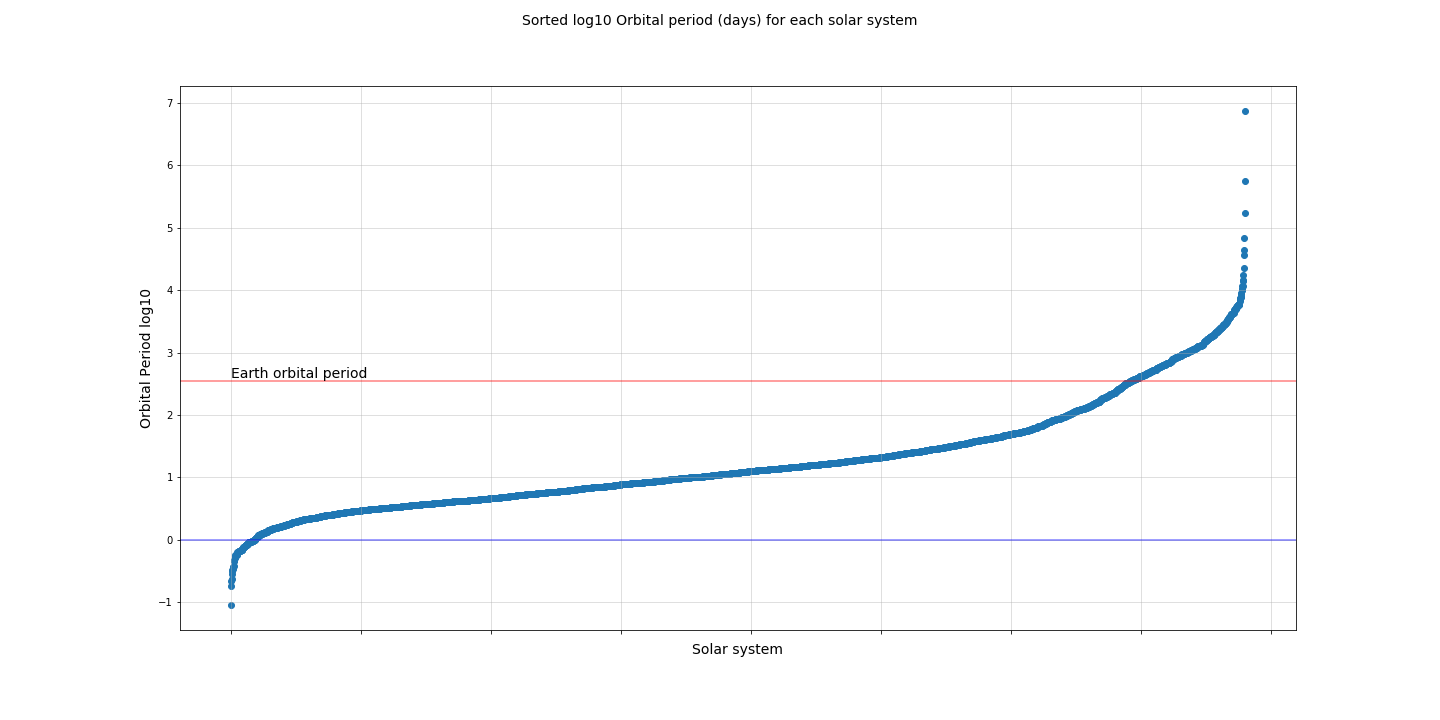 Sorted log10 Orbital period (days) for each solar system
7
6
5
4
3
2
1
0
−1
Orbital Period log10
Earth orbital period
Solar system